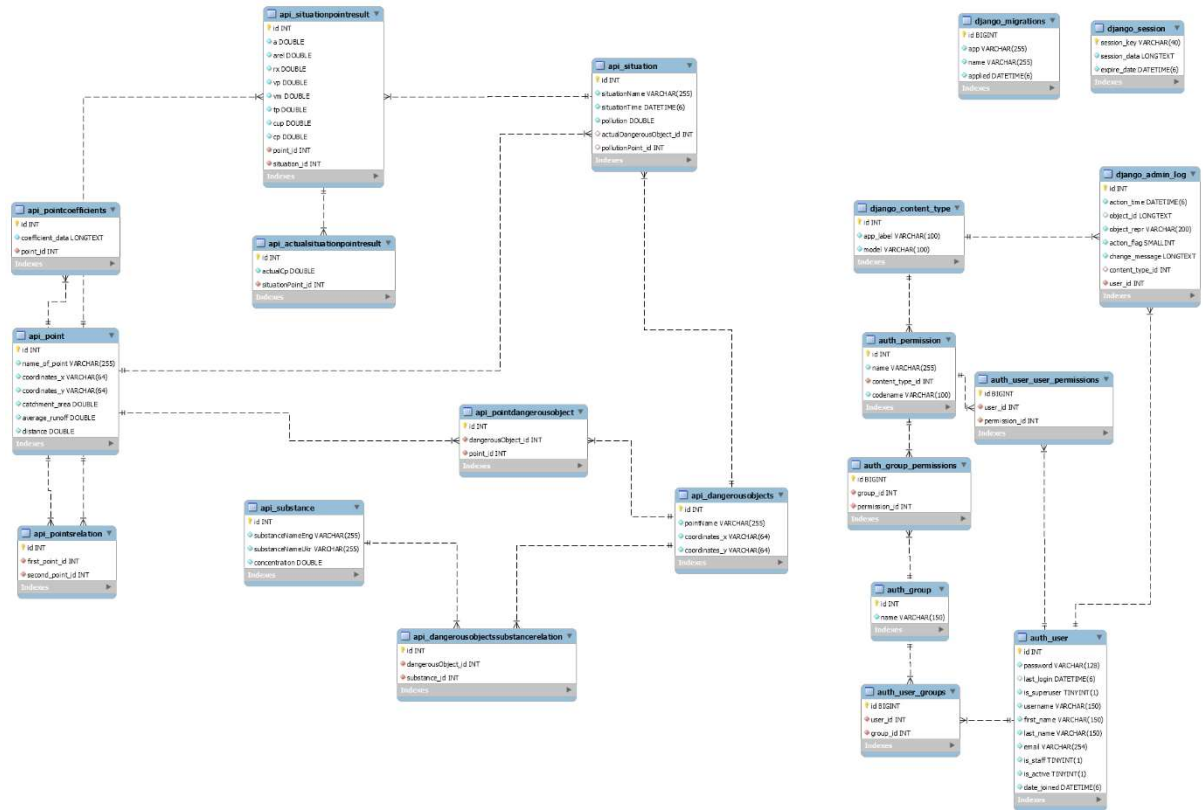 api_situationpointresult
id INT
a DOUBLE
arel DOUBLE
rx DOUBLE
vp DOUBLE
vm DOUBLE
tp DOUBLE
cup DOUBLE
cp DOUBLE
point_id INT
situation_id INT
Indexes
api_situation
id INT
situationName VARCHAR(255)
situationTime DATETIME(6)
pollution DOUBLE
actualDangerousObject_id INT
pollutionPoint_id INT
Indexes
django_migrations
id BIGINT
app VARCHAR(255)
name VARCHAR(255)
applied DATETIME(6)
Indexes
django_session
session_key VARCHAR(40)
session_data LONGTEXT
expire_date DATETIME(6)
Indexes
api_pointcoefficients
id INT
coefficient_data LONGTEXT
point_id INT
Indexes
api_actualsituationpointresult
id INT
actualCp DOUBLE
situationPoint_id INT
Indexes
django_content_type
id INT
app_label VARCHAR(100)
model VARCHAR(100)
Indexes
django_admin_log
id INT
action_time DATETIME(6)
object_id LONGTEXT
object_repr VARCHAR(200)
action_flag SMALLINT
change_message LONGTEXT
content_type_id INT
user_id INT
Indexes
api_point
id INT
name_of_point VARCHAR(255)
coordinates_x VARCHAR(64)
coordinates_y VARCHAR(64)
catchment_area DOUBLE
average_runoff DOUBLE
distance DOUBLE
Indexes
auth_permission
id INT
name VARCHAR(255)
content_type_id INT
codename VARCHAR(100)
Indexes
auth_user_user_permissions
id BIGINT
user_id INT
permission_id INT
Indexes
api_pointdangerousobject
id INT
dangerousObject_id INT
point_id INT
Indexes
auth_group_permissions
id BIGINT
group_id INT
permission_id INT
Indexes
api_dangerousobjects
id INT
pointName VARCHAR(255)
coordinates_x VARCHAR(64)
coordinates_y VARCHAR(64)
Indexes
api_substance
id INT
substanceNameEng VARCHAR(255)
substanceNameUkr VARCHAR(255)
concentration DOUBLE
Indexes
api_pointsrelation
id INT
first_point_id INT
second_point_id INT
Indexes
auth_group
id INT
name VARCHAR(150)
Indexes
api_dangerousobjectssubstancerelation
id INT
dangerousObject_id INT
substance_id INT
Indexes
auth_user
id INT
password VARCHAR(128)
last_login DATETIME(6)
is_superuser TINYINT(1)
username VARCHAR(150)
first_name VARCHAR(150)
last_name VARCHAR(150)
email VARCHAR(254)
is_staff TINYINT(1)
is_active TINYINT(1)
date_joined DATETIME(6)
Indexes
auth_user_groups
id BIGINT
user_id INT
group_id INT
Indexes